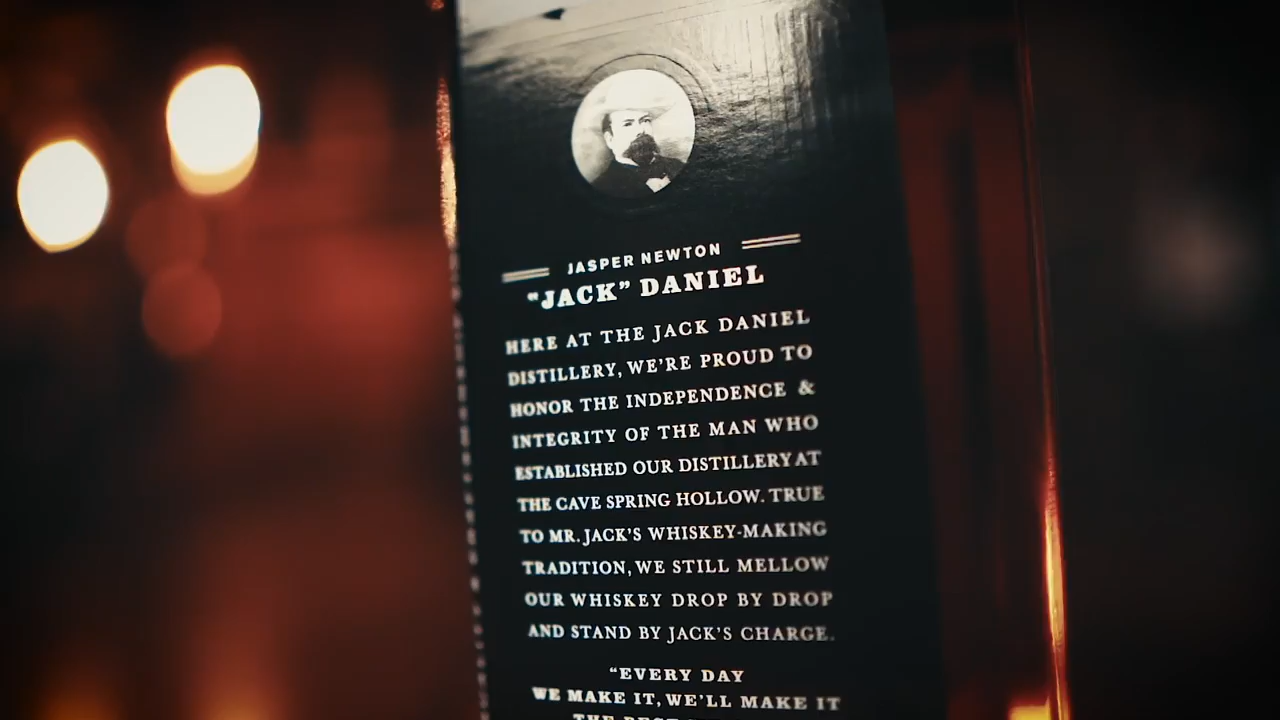 JASPER NEWTON
"JACK" DANIEL
HERE AT THE JACK DANIEL
DISTILLERY, WE'RE PROUD TO
HONOR THE INDEPENDENCE &
INTEGRITY OF THE MAN WHO
ESTABLISHED OUR DISTILLERY AT
THE CAVE SPRING HOLLOW. TRUE
TO MR. JACK'S WHISKEY-MAKING
TRADITION, WE STILL MELLOW
OUR WHISKEY DROP BY DROP
AND STAND BY JACK'S CHARGE.
"EVERY DAY
WE MAKE IT, WE'LL MAKE IT
THE BEST